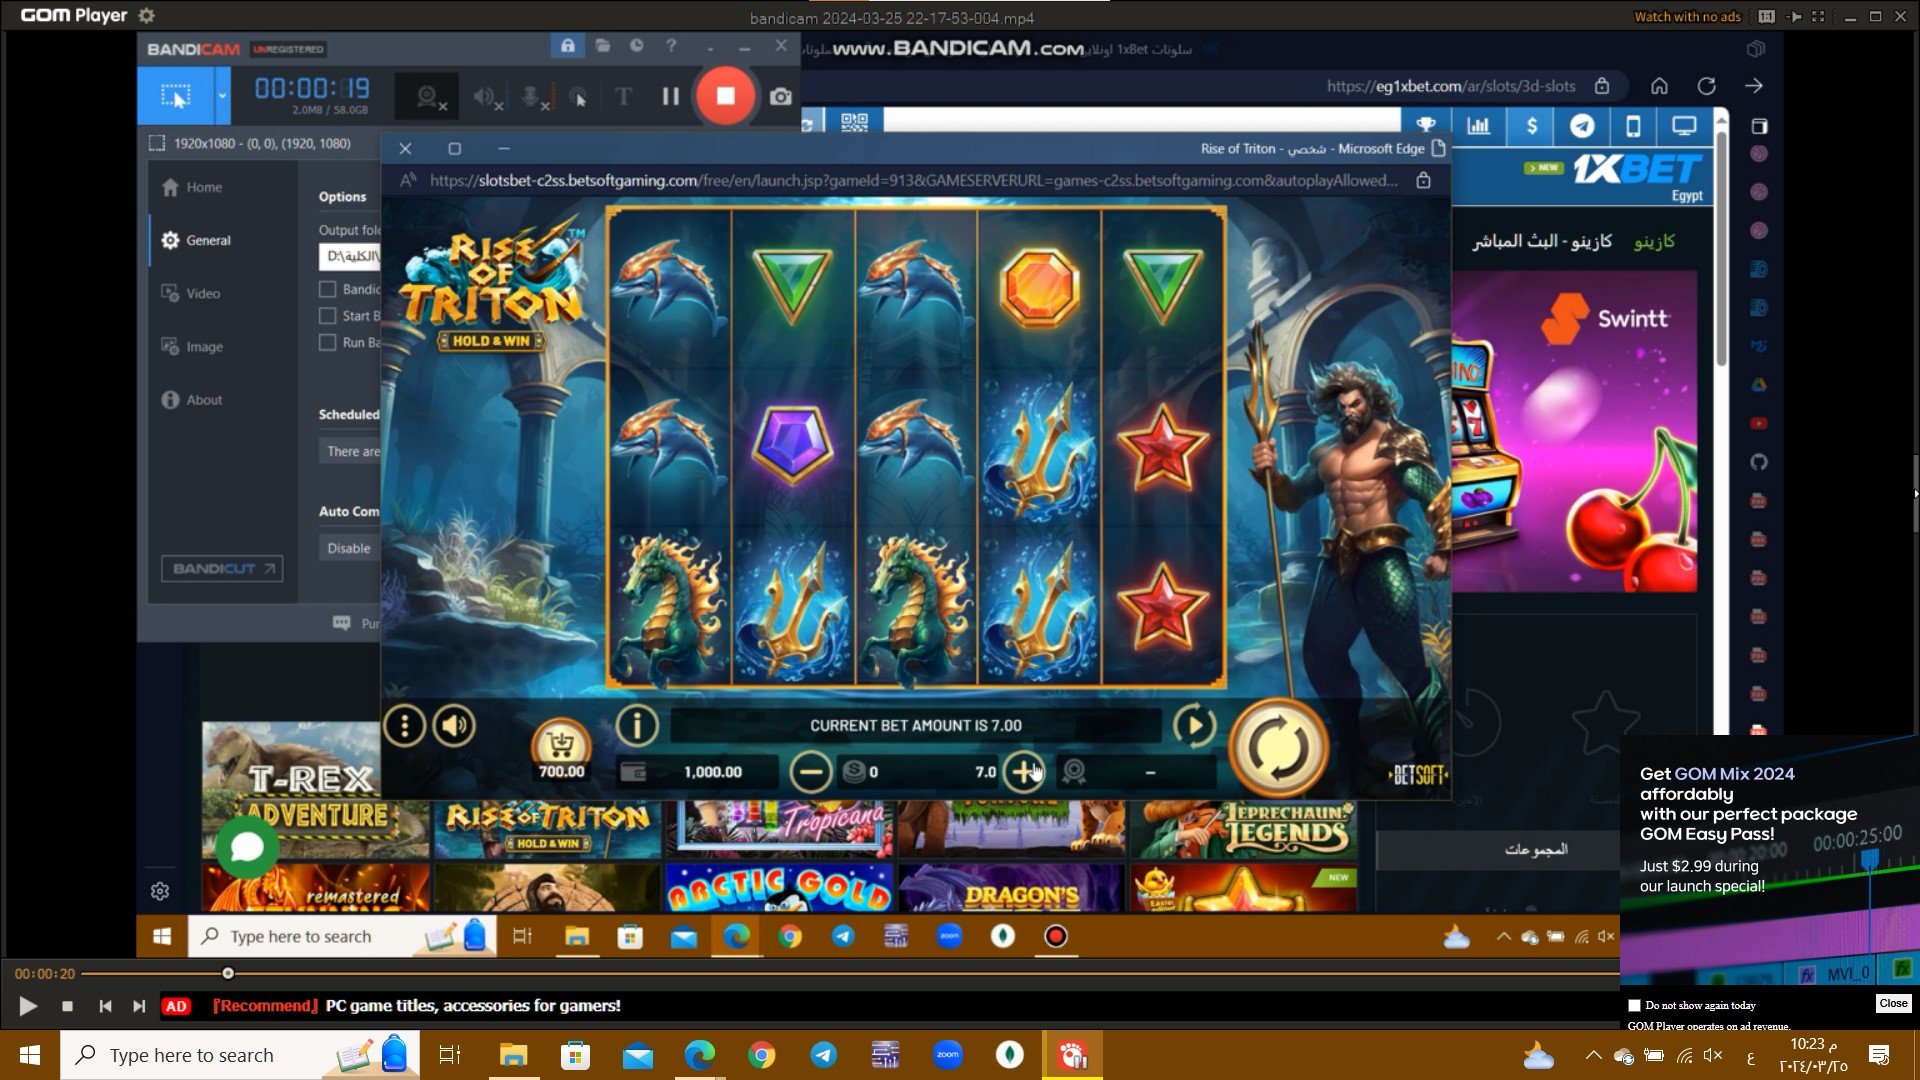 GOM Player
bandicam 2024-03-25 22-17-53-004.mp4
Watch with no ads
BANDICAM UNREGISTERED
www.BANDICAM.com
سلوتات 1xBet اونلاين
00:00:19
2.0MB / 58.0GB
https://eg1xbet.com/ar/slots/3d-slots
1920x1080 - (0, 0), (1920, 1080)
Rise of Triton - شخصي - Microsoft Edge
https://slotsbet-c2ss.betsoftgaming.com/free/en/launch.jsp?gameId=913&GAMESERVERURL=games-c2ss.betsoftgaming.com&autoplayAllowed...
NEW
1XBET
Egypt
Home
General
Video
Image
About
BANDICUT
Options
Output fol
D:\الكلية\
Bandic
Start B
Run Ba
Scheduled
There are
Auto Com
Disable
Pur
RISE OF TRITON™
HOLD & WIN
كازينو
كازينو - البث المباشر
Swintt
CURRENT BET AMOUNT IS 7.00
700.00
1,000.00
0
7.0
–
BETSOFT
T-REX
ADVENTURE
RISE OF TRITON
HOLD & WIN
Tropicana
LEPRECHAUN
LEGENDS
المجموعات
remastered
ARCTIC GOLD
DRAGON'S
NEW
Type here to search
zoom
Get GOM Mix 2024
affordably
with our perfect package
GOM Easy Pass!
00:00:25:00
Just $2.99 during
our launch special!
fx
MVI_0
fx
Do not show again today
Close
GOM Player operates on ad revenue.
00:00:20
AD
『Recommend』 PC game titles, accessories for gamers!
Type here to search
zoom
ع
10:23 م
٢٠٢٤/٠٣/٢٥